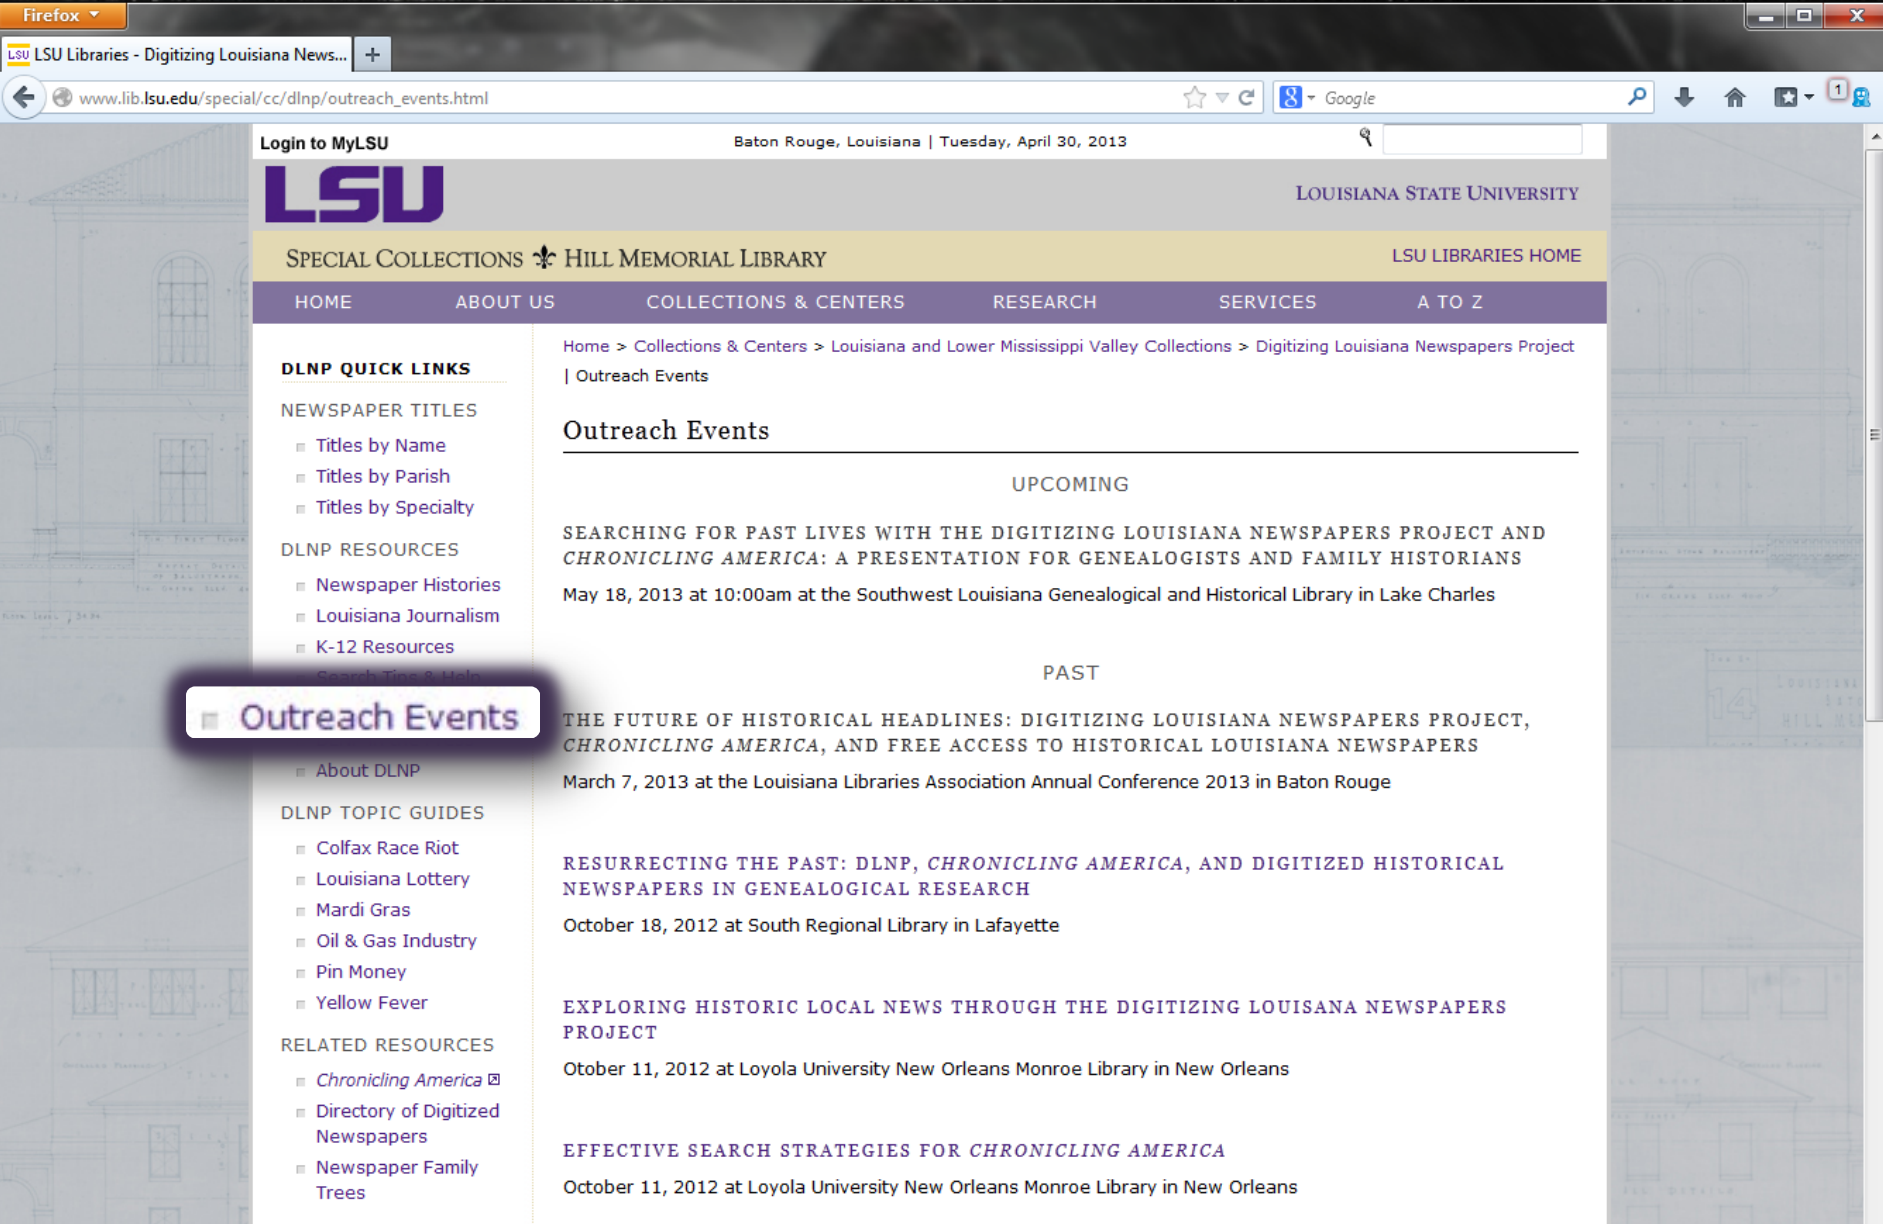 Firefox
LSU LSU Libraries - Digitizing Louisiana News...
www.lib.lsu.edu/special/cc/dlnp/outreach_events.html
8 Google
1
Login to MyLSU
Baton Rouge, Louisiana | Tuesday, April 30, 2013
LSU
LOUISIANA STATE UNIVERSITY
SPECIAL COLLECTIONS HILL MEMORIAL LIBRARY
LSU LIBRARIES HOME
HOME ABOUT US COLLECTIONS & CENTERS RESEARCH SERVICES A TO Z
DLNP QUICK LINKS
NEWSPAPER TITLES
Titles by Name
Titles by Parish
Titles by Specialty
DLNP RESOURCES
Newspaper Histories
Louisiana Journalism
K-12 Resources
Search Tips & Help
Outreach Events
About DLNP
DLNP TOPIC GUIDES
Colfax Race Riot
Louisiana Lottery
Mardi Gras
Oil & Gas Industry
Pin Money
Yellow Fever
RELATED RESOURCES
Chronicling America
Directory of Digitized
Newspapers
Newspaper Family
Trees
Home > Collections & Centers > Louisiana and Lower Mississippi Valley Collections > Digitizing Louisiana Newspapers Project
| Outreach Events
Outreach Events
UPCOMING
SEARCHING FOR PAST LIVES WITH THE DIGITIZING LOUISIANA NEWSPAPERS PROJECT AND
CHRONICLING AMERICA: A PRESENTATION FOR GENEALOGISTS AND FAMILY HISTORIANS
May 18, 2013 at 10:00am at the Southwest Louisiana Genealogical and Historical Library in Lake Charles
PAST
THE FUTURE OF HISTORICAL HEADLINES: DIGITIZING LOUISIANA NEWSPAPERS PROJECT,
CHRONICLING AMERICA, AND FREE ACCESS TO HISTORICAL LOUISIANA NEWSPAPERS
March 7, 2013 at the Louisiana Libraries Association Annual Conference 2013 in Baton Rouge
RESURRECTING THE PAST: DLNP, CHRONICLING AMERICA, AND DIGITIZED HISTORICAL
NEWSPAPERS IN GENEALOGICAL RESEARCH
October 18, 2012 at South Regional Library in Lafayette
EXPLORING HISTORIC LOCAL NEWS THROUGH THE DIGITIZING LOUISANA NEWSPAPERS
PROJECT
Otober 11, 2012 at Loyola University New Orleans Monroe Library in New Orleans
EFFECTIVE SEARCH STRATEGIES FOR CHRONICLING AMERICA
October 11, 2012 at Loyola University New Orleans Monroe Library in New Orleans
14